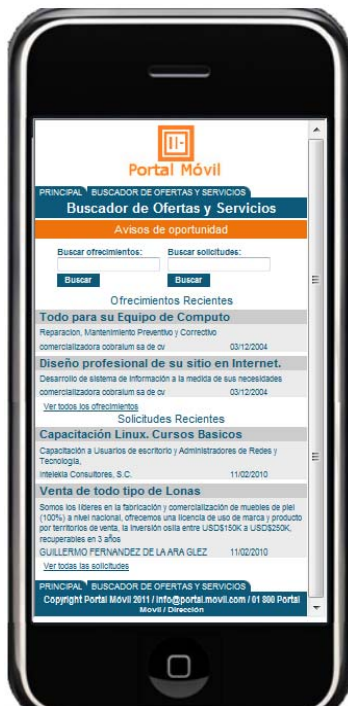 Portal Móvil
PRINCIPAL BUSCADOR DE OFERTAS Y SERVICIOS
Buscador de Ofertas y Servicios
Avisos de oportunidad
Buscar ofrecimientos: Buscar solicitudes:
Buscar Buscar
Ofrecimientos Recientes
Todo para su Equipo de Computo
Reparacion, Mantenimiento Preventivo y Correctivo
comercializadora cobralium sa de cv 03/12/2004
Diseño profesional de su sitio en Internet.
Desarrollo de sistema de información a la medida de sus necesidades
comercializadora cobralium sa de cv 03/12/2004
Ver todos los ofrecimientos
Solicitudes Recientes
Capacitación Linux. Cursos Basicos
Capacitación a Usuarios de escritorio y Administradores de Redes y
Tecnología,
Intelekia Consultores, S.C. 11/02/2010
Venta de todo tipo de Lonas
Somos los líderes en la fabricación y comercialización de muebles de piel
(100%) a nivel nacional, ofrecemos una licencia de uso de marca y producto
por territorios de venta, la inversión osila entre USD$150K a USD$250K,
recuperables en 3 años
GUILLERMO FERNANDEZ DE LA ARA GLEZ 11/02/2010
Ver todas las solicitudes
PRINCIPAL BUSCADOR DE OFERTAS Y SERVICIOS
Copyright Portal Móvil 2011 / info@portal.movil.com / 01 800 Portal
Movil / Dirección